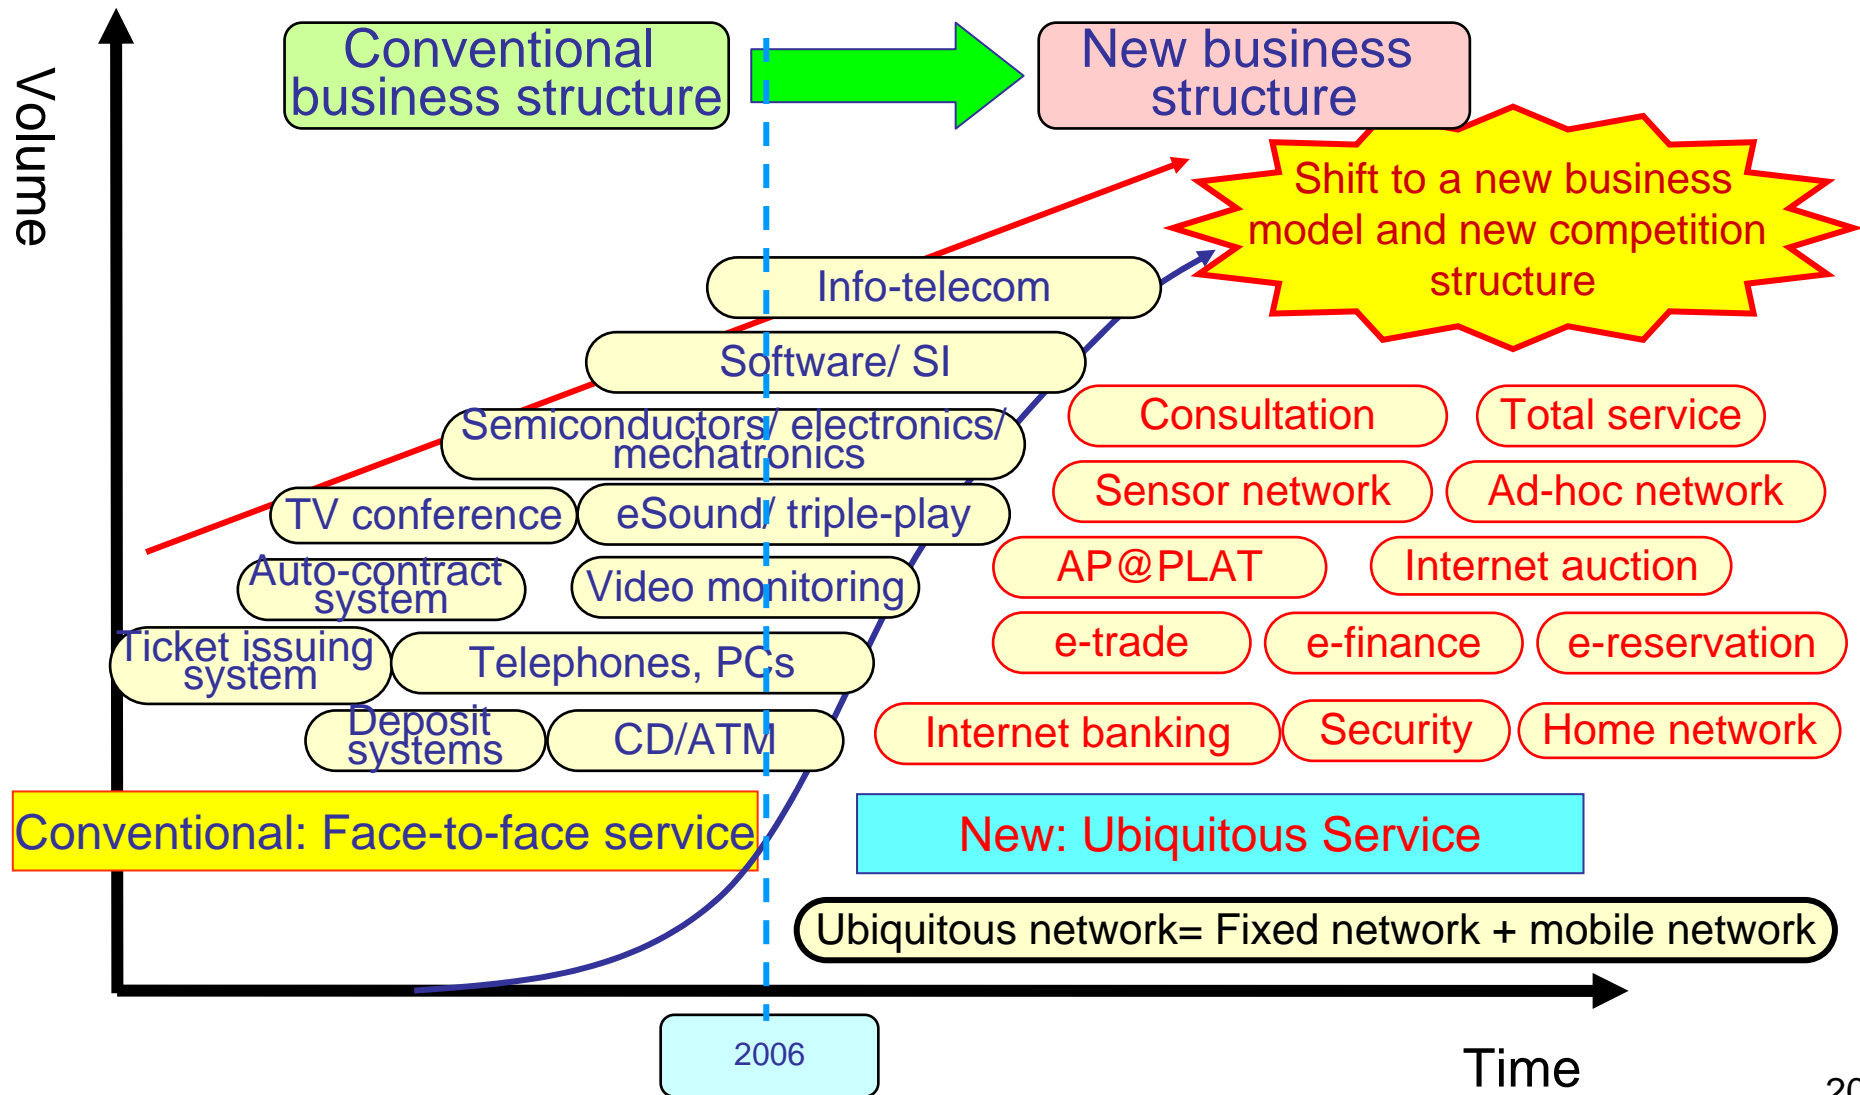 Conventional
business structure
New business
structure
Volume
Shift to a new business
model and new competition
structure
Info-telecom
Software/ SI
Semiconductors/ electronics/
mechatronics
Consultation
Total service
TV conference
eSound/ triple-play
Sensor network
Ad-hoc network
Auto-contract
system
Video monitoring
AP@PLAT
Internet auction
Ticket issuing
system
Telephones, PCs
e-trade
e-finance
e-reservation
Deposit
systems
CD/ATM
Internet banking
Security
Home network
Conventional: Face-to-face service
New: Ubiquitous Service
Ubiquitous network= Fixed network + mobile network
2006
Time
20